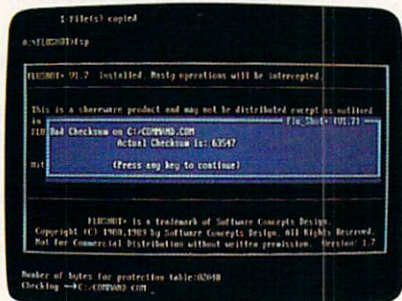 1 File(s) copied
A:\FLUSHOT>fsp
FLUSHOT+ V1.7 Installed. Nasty operations will be intercepted.
This is a shareware product and may not be distributed except as outlined
in
Flu_Shot+ (V1.7)
Bad Checksum on C:/COMMAND.COM
Actual Checksum is: 63547
Hit
(Press any key to continue)
FLUSHOT+ is a trademark of Software Concepts Design.
Copyright (C) 1988,1989 by Software Concepts Design. All Rights Reserved.
Not for Commercial Distribution without written permission. Version: 1.7
Number of bytes for protection table:02048
Checking -->C:/COMMAND.COM